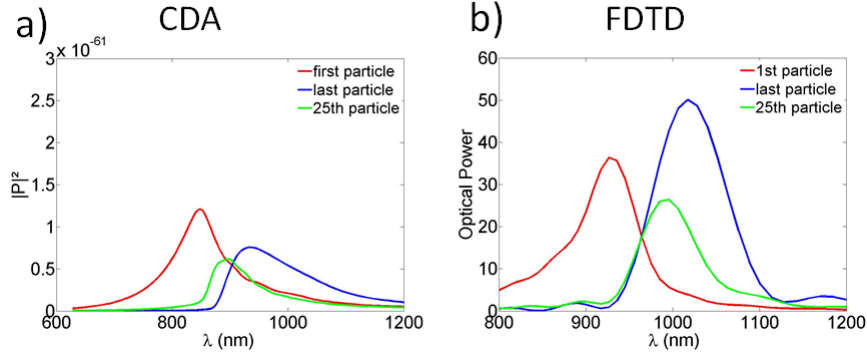 a) CDA
3 x 10^-61
2.5
2
1.5
1
0.5
0
600 800 1000 1200
λ (nm)
|P|²
first particle
last particle
25th particle
b) FDTD
60
50
40
30
20
10
0
800 900 1000 1100 1200
λ (nm)
Optical Power
1st particle
last particle
25th particle